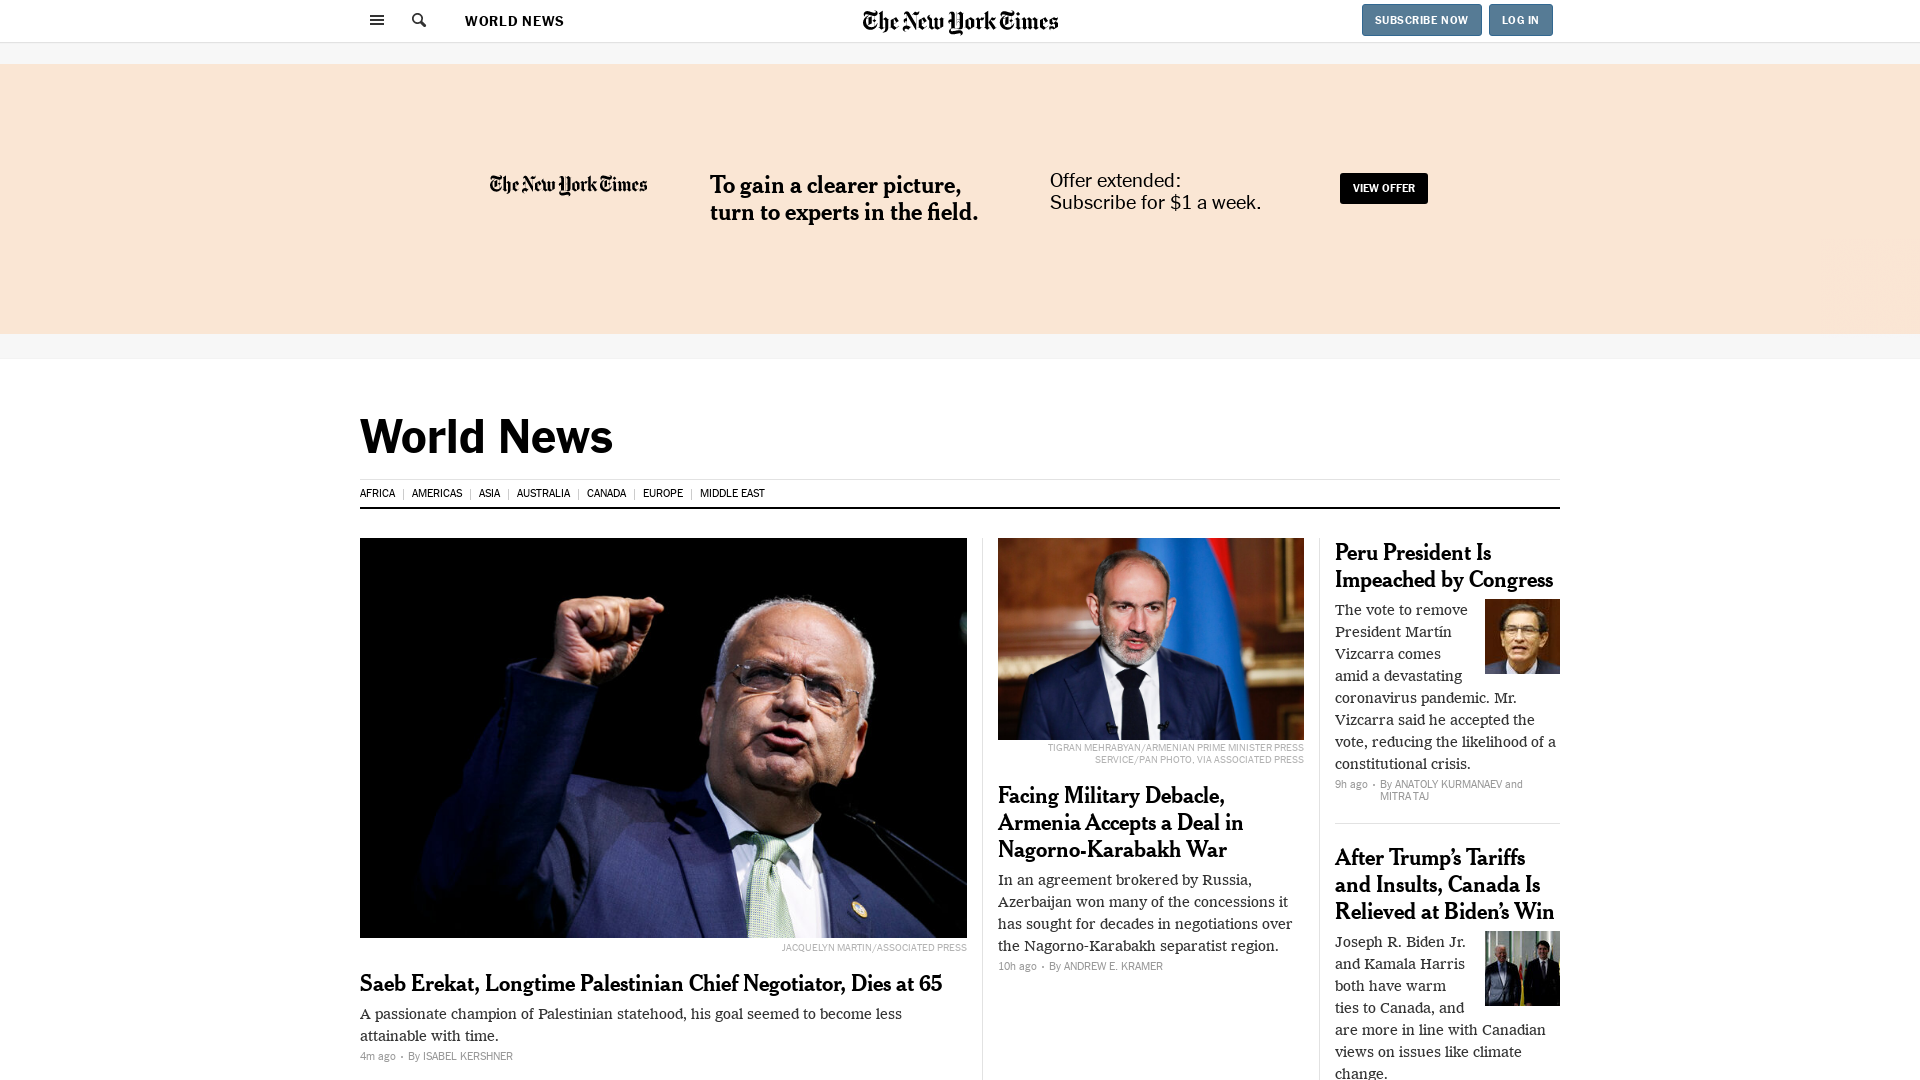 WORLD NEWS
The New York Times
SUBSCRIBE NOW
LOG IN
The New York Times
To gain a clearer picture,
turn to experts in the field.
Offer extended:
Subscribe for $1 a week.
VIEW OFFER
World News
AFRICA
AMERICAS
ASIA
AUSTRALIA
CANADA
EUROPE
MIDDLE EAST
JACQUELYN MARTIN/ASSOCIATED PRESS
Saeb Erekat, Longtime Palestinian Chief Negotiator, Dies at 65
A passionate champion of Palestinian statehood, his goal seemed to become less
attainable with time.
4m ago · By ISABEL KERSHNER
TIGRAN MEHRABYAN/ARMENIAN PRIME MINISTER PRESS
SERVICE/PAN PHOTO, VIA ASSOCIATED PRESS
Facing Military Debacle,
Armenia Accepts a Deal in
Nagorno-Karabakh War
In an agreement brokered by Russia,
Azerbaijan won many of the concessions it
has sought for decades in negotiations over
the Nagorno-Karabakh separatist region.
10h ago · By ANDREW E. KRAMER
Peru President Is
Impeached by Congress
The vote to remove
President Martín
Vizcarra comes
amid a devastating
coronavirus pandemic. Mr.
Vizcarra said he accepted the
vote, reducing the likelihood of a
constitutional crisis.
9h ago · By ANATOLY KURMANAEV and
MITRA TAJ
After Trump’s Tariffs
and Insults, Canada Is
Relieved at Biden’s Win
Joseph R. Biden Jr.
and Kamala Harris
both have warm
ties to Canada, and
are more in line with Canadian
views on issues like climate
change.